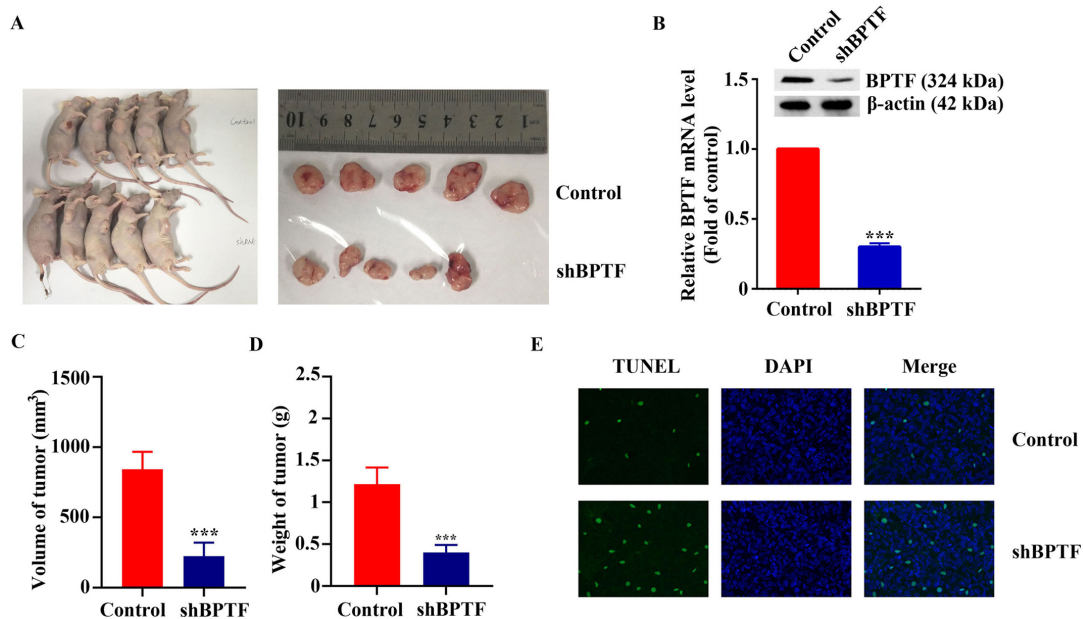 A
Control
10 9 8 7 6 5 4 3 2 1
Control
shBPTF
B
Control
shBPTF
BPTF (324 kDa)
β-actin (42 kDa)
Relative BPTF mRNA level
(Fold of control)
1.5
1.0
0.5
0
***
Control shBPTF
C
Volume of tumor (mm³)
1500
1000
500
0
***
Control shBPTF
D
Weight of tumor (g)
2.5
2
1.5
1
0.5
0
***
Control shBPTF
E
TUNEL DAPI Merge
Control
shBPTF